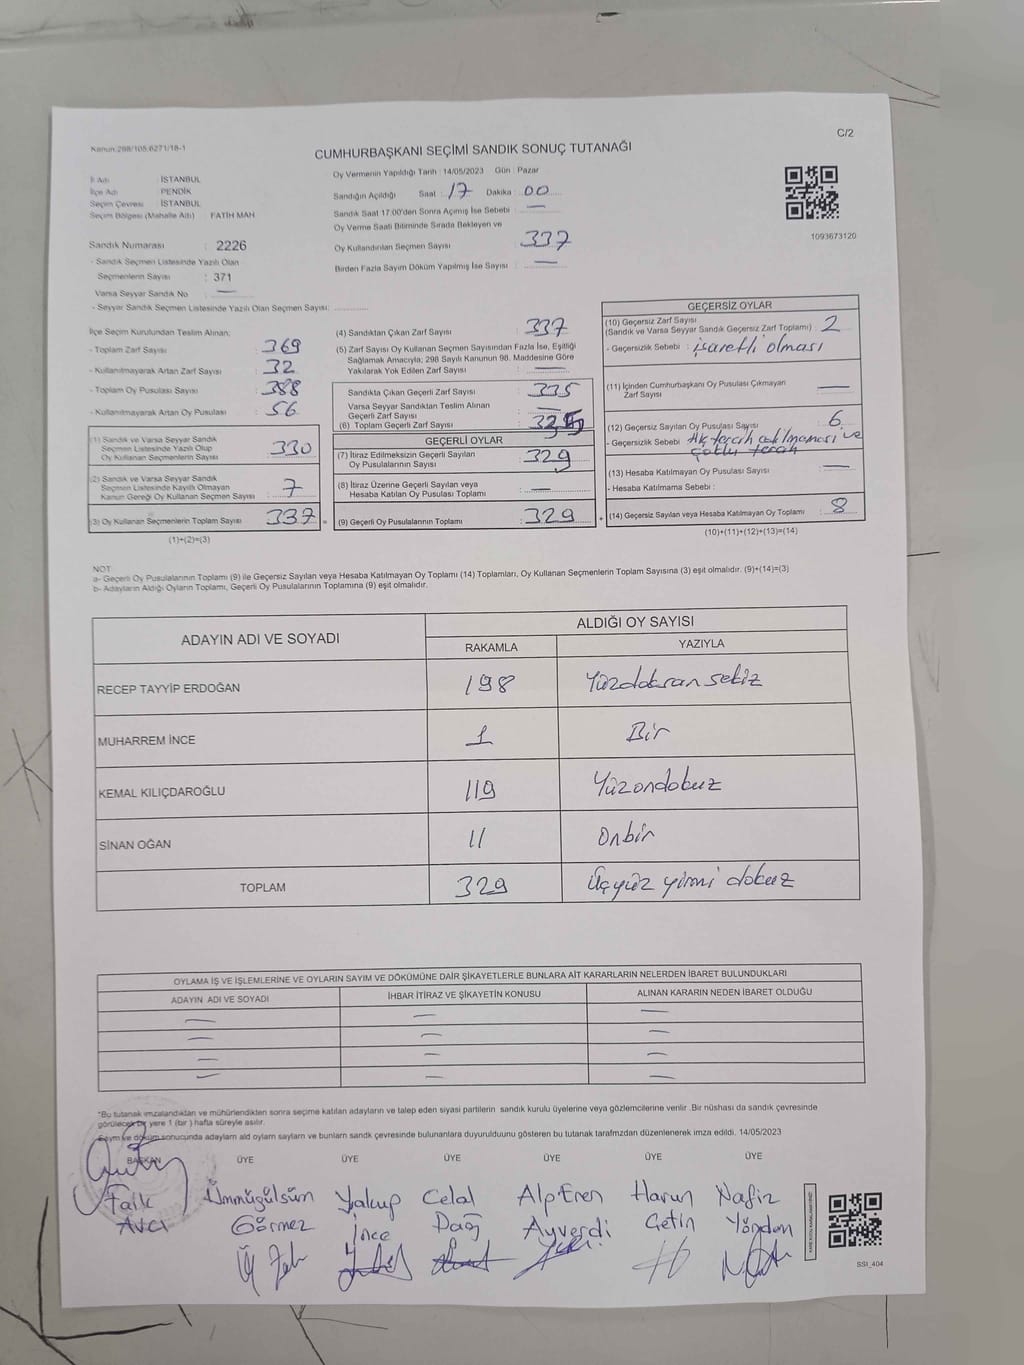 C/2
Kanun:298/105,6271/18-1
CUMHURBAŞKANI SEÇİMİ SANDIK SONUÇ TUTANAĞI
İl Adı : İSTANBUL
İlçe Adı : PENDİK
Seçim Çevresi : İSTANBUL
Seçim Bölgesi (Mahalle Adı) : FATİH MAH
Sandık Numarası : 2226
- Sandık Seçmen Listesinde Yazılı Olan
Seçmenlerin Sayısı : 371
Varsa Seyyar Sandık No : —
- Seyyar Sandık Seçmen Listesinde Yazılı Olan Seçmen Sayısı: ............
Oy Vermenin Yapıldığı Tarih : 14/05/2023 Gün : Pazar
Sandığın Açıldığı Saat : 17 Dakika : 00
Sandık Saat 17.00'den Sonra Açımış İse Sebebi : —
Oy Verme Saati Bitiminde Sırada Bekleyen ve
Oy Kullandırılan Seçmen Sayısı : 337
Birden Fazla Sayım Döküm Yapılmış İse Sayısı : —
1093673120
İlçe Seçim Kurulundan Teslim Alınan;
- Toplam Zarf Sayısı : 369
- Kullanılmayarak Artan Zarf Sayısı : 32
- Toplam Oy Pusulası Sayısı : 388
- Kullanılmayarak Artan Oy Pusulası : 56
(1) Sandık ve Varsa Seyyar Sandık
Seçmen Listesinde Yazılı Olup
Oy Kullanan Seçmenlerin Sayısı : 330
(2) Sandık ve Varsa Seyyar Sandık
Seçmen Listesinde Kayıtlı Olmayan
Kanun Gereği Oy Kullanan Seçmen Sayısı : 7
(3) Oy Kullanan Seçmenlerin Toplam Sayısı : 337 =
(1)+(2)=(3)
(4) Sandıktan Çıkan Zarf Sayısı : 337
(5) Zarf Sayısı Oy Kullanan Seçmen Sayısından Fazla İse, Eşitliği
Sağlamak Amacıyla; 298 Sayılı Kanunun 98. Maddesine Göre
Yakılarak Yok Edilen Zarf Sayısı : —
Sandıkta Çıkan Geçerli Zarf Sayısı : 335
Varsa Seyyar Sandıktan Teslim Alınan
Geçerli Zarf Sayısı : —
(6) Toplam Geçerli Zarf Sayısı : 335
GEÇERLİ OYLAR
(7) İtiraz Edilmeksizin Geçerli Sayılan
Oy Pusulasının Sayısı : 329
(8) İtiraz Üzerine Geçerli Sayılan veya
Hesaba Katılan Oy Pusulası Toplamı : —
(9) Geçerli Oy Pusulalarının Toplamı : 329 +
GEÇERSİZ OYLAR
(10) Geçersiz Zarf Sayısı
(Sandık ve Varsa Seyyar Sandık Geçersiz Zarf Toplamı) : 2
- Geçersizlik Sebebi : işaretli olması
(11) İçinden Cumhurbaşkanı Oy Pusulası Çıkmayan
Zarf Sayısı : —
(12) Geçersiz Sayılan Oy Pusulası Sayısı : 6
- Geçersizlik Sebebi : ve
tercih
(13) Hesaba Katılmayan Oy Pusulası Sayısı : —
- Hesaba Katılmama Sebebi :
(14) Geçersiz Sayılan veya Hesaba Katılmayan Oy Toplamı : 8
(10)+(11)+(12)+(13)=(14)
NOT:
a- Geçerli Oy Pusulalarının Toplamı (9) ile Geçersiz Sayılan veya Hesaba Katılmayan Oy Toplamı (14) Toplamları, Oy Kullanan Seçmenlerin Toplam Sayısına (3) eşit olmalıdır. (9)+(14)=(3)
b- Adayların Aldığı Oyların Toplamı, Geçerli Oy Pusulalarının Toplamına (9) eşit olmalıdır.
ADAYIN ADI VE SOYADI ALDIĞI OY SAYISI
RAKAMLA YAZIYLA
RECEP TAYYİP ERDOĞAN 198 Yüzdoksan sekiz
MUHARREM İNCE 1 Bir
KEMAL KILIÇDAROĞLU 119 Yüzondokuz
SİNAN OĞAN 11 Onbir
TOPLAM 329 Üçyüz yirmi dokuz
OYLAMA İŞ VE İŞLEMLERİNE VE OYLARIN SAYIM VE DÖKÜMÜNE DAİR ŞİKAYETLERLE BUNLARA AİT KARARLARIN NELERDEN İBARET BULUNDUKLARI
ADAYIN ADI VE SOYADI İHBAR İTİRAZ VE ŞİKAYETİN KONUSU ALINAN KARARIN NEDEN İBARET OLDUĞU
— — —
— — —
— — —
— — —
*Bu tutanak imzalandıktan ve mühürlendikten sonra seçime katılan adayların ve talep eden siyasi partilerin sandık kurulu üyelerine veya gözlemcilerine verilir .Bir nüshası da sandık çevresinde
görülecek bir yere 1 (bir ) hafta süreyle asılır.
Sayım ve döküm sonucunda adayların ald oyların sayların ve bunların sandk çevresinde bulunanlara duyurulduunu gösteren bu tutanak tarafmzdan düzenlenerek imza edildi. 14/05/2023
BAŞKAN ÜYE ÜYE ÜYE ÜYE ÜYE ÜYE
Faik Ümmügülsün Yakup Celal AlpEren Harun Nafiz
Avcı Görmez İnce Dağ Ayverdi Çetin Yöndem
SSI_404